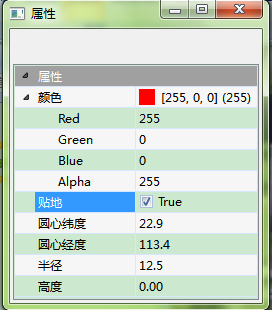 属性
属性
颜色 [255, 0, 0] (255)
Red 255
Green 0
Blue 0
Alpha 255
贴地 True
圆心纬度 22.9
圆心经度 113.4
半径 12.5
高度 0.00